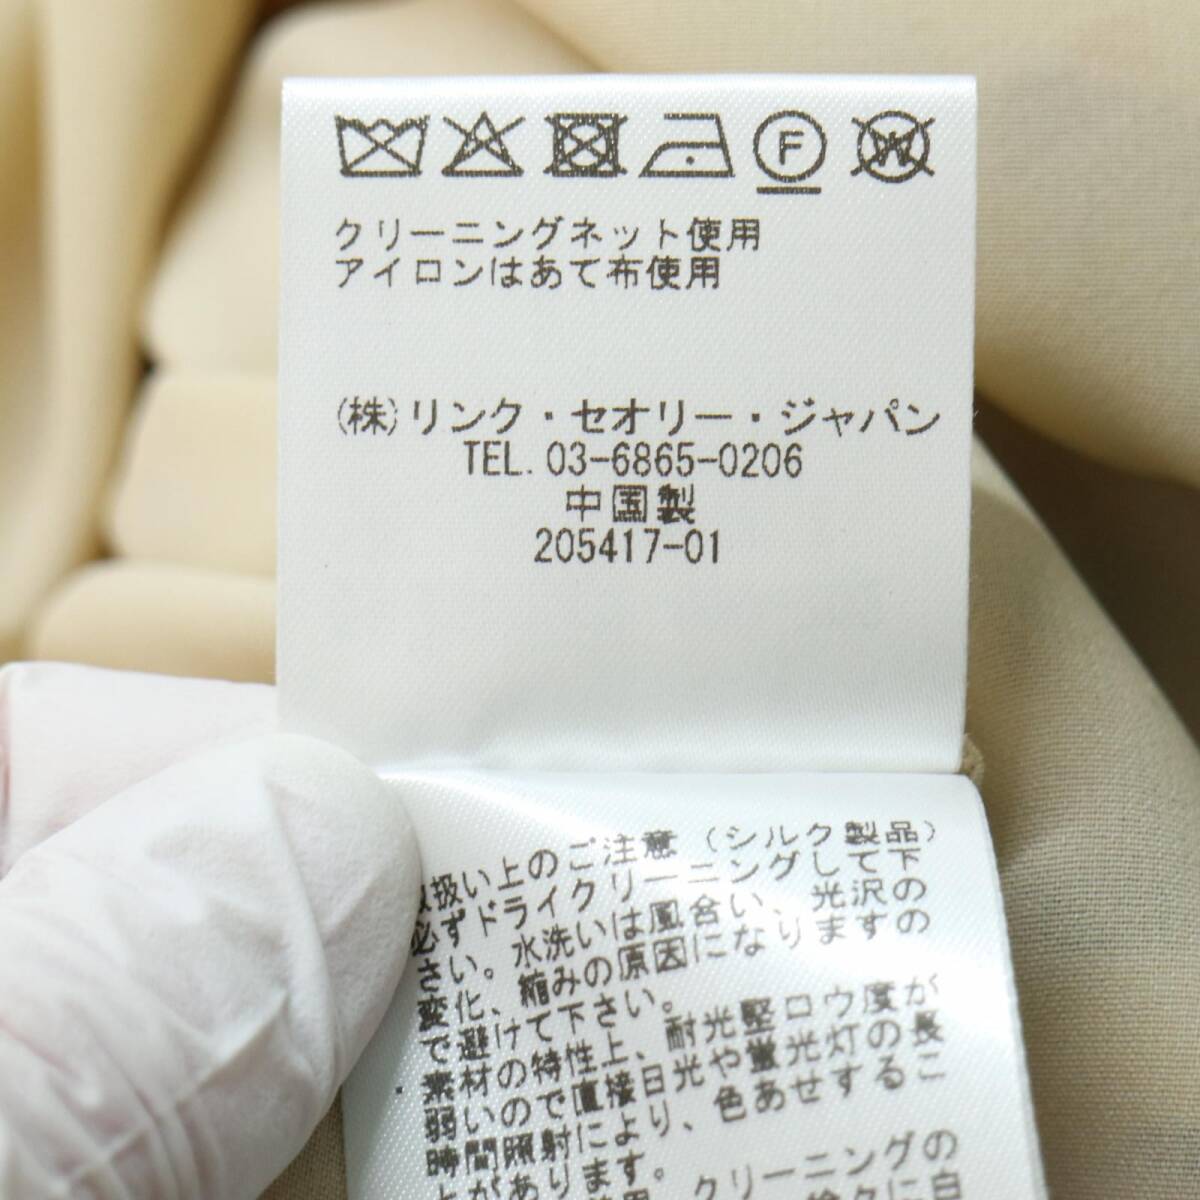 F W
クリーニングネット使用
アイロンはあて布使用
(株)リンク・セオリー・ジャパン
TEL. 03-6865-0206
中国製
205417-01
扱い上のご注意(シルク製品)
必ずドライクリーニングして下
さい。水洗いは風合い、光沢の
変化、縮みの原因になりますの
で避けて下さい。
・素材の特性上、耐光堅ロウ度が
弱いので直接日光や蛍光灯の長
時間照射により、色あせするこ
とがあります。
クリーニングの